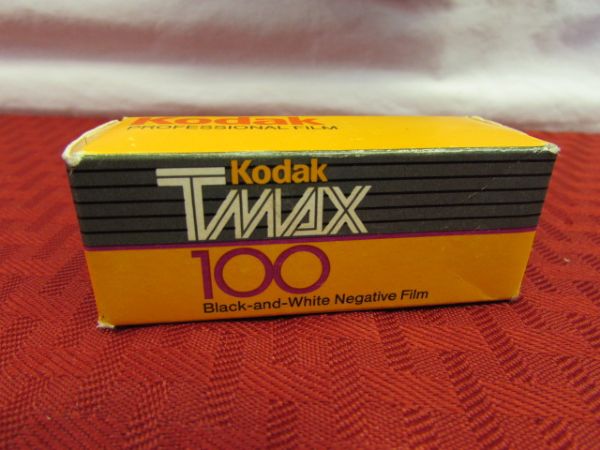 Kodak
PROFESSIONAL FILM
Kodak
TMAX
100
Black-and-White Negative Film